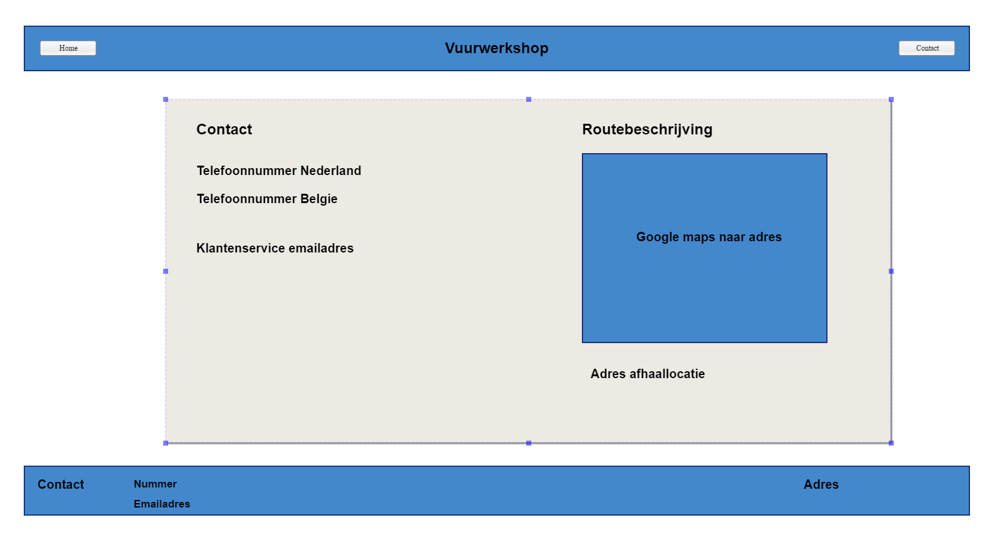 Home
Vuurwerkshop
Contact
Contact
Telefoonnummer Nederland
Telefoonnummer Belgie
Klantenservice emailadres
Routebeschrijving
Google maps naar adres
Adres afhaallocatie
Contact
Nummer
Emailadres
Adres